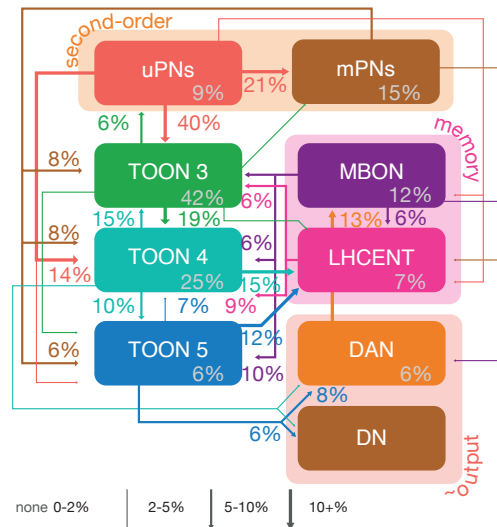 second-order
uPNs
9%
21%
mPNs
15%
6%
40%
8%
TOON 3
42%
MBON
12%
memory
6%
15%
19%
13%
6%
8%
6%
14%
TOON 4
25%
15%
LHCENT
7%
9%
10%
7%
12%
6%
TOON 5
6%
10%
DAN
6%
8%
6%
DN
~output
none 0-2%
2-5%
5-10%
10+%